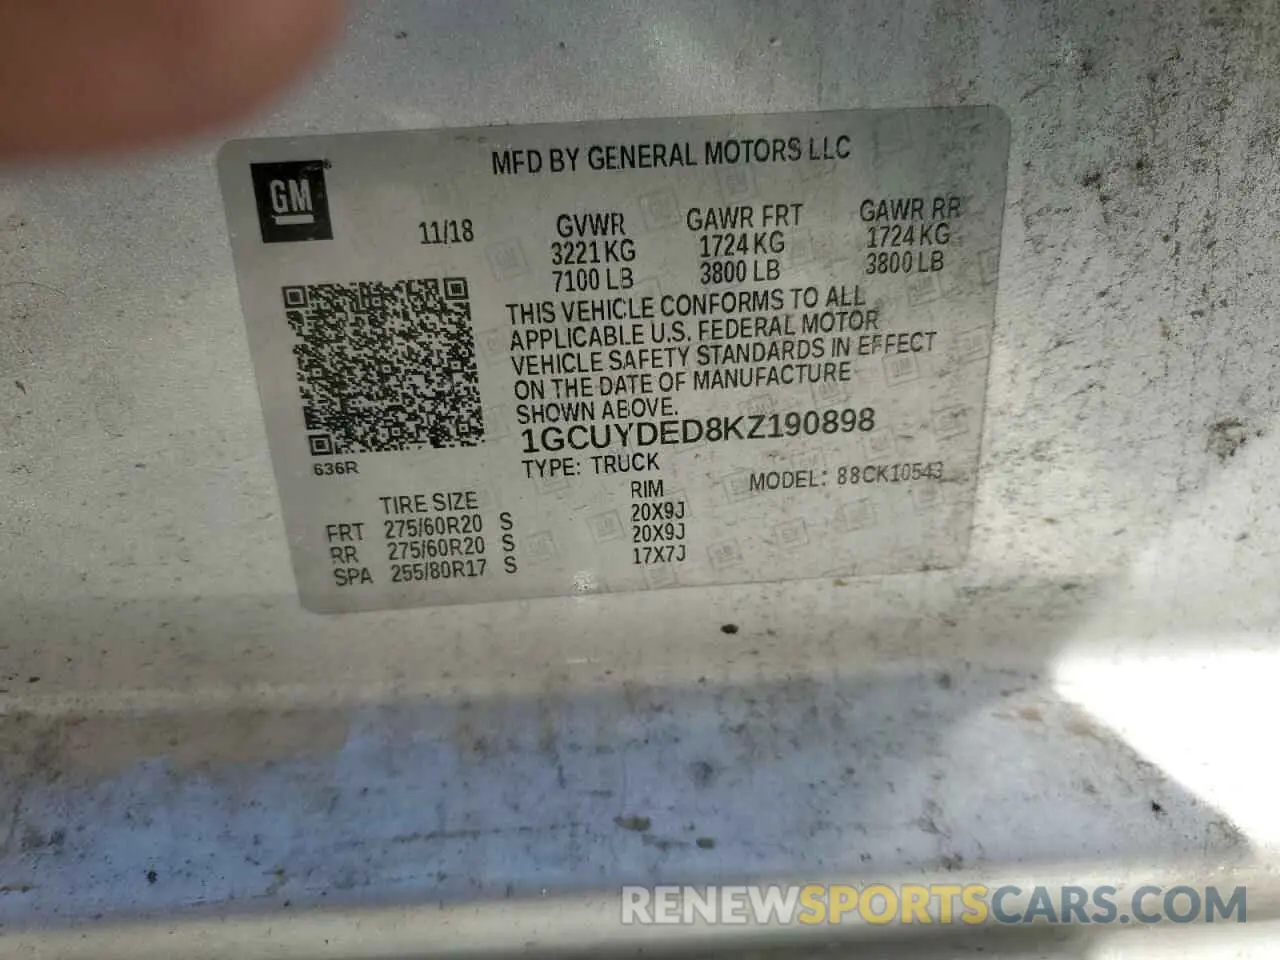 GM
®
MFD BY GENERAL MOTORS LLC
11/18
GVWR GAWR FRT GAWR RR
3221 KG 1724 KG 1724 KG
7100 LB 3800 LB 3800 LB
THIS VEHICLE CONFORMS TO ALL
APPLICABLE U.S. FEDERAL MOTOR
VEHICLE SAFETY STANDARDS IN EFFECT
ON THE DATE OF MANUFACTURE
SHOWN ABOVE.
1GCUYDED8KZ190898
636R
TYPE: TRUCK
MODEL: 88CK10543
TIRE SIZE RIM
FRT 275/60R20 S 20X9J
RR 275/60R20 S 20X9J
SPA 255/80R17 S 17X7J
RENEWSPORTSCARS.COM